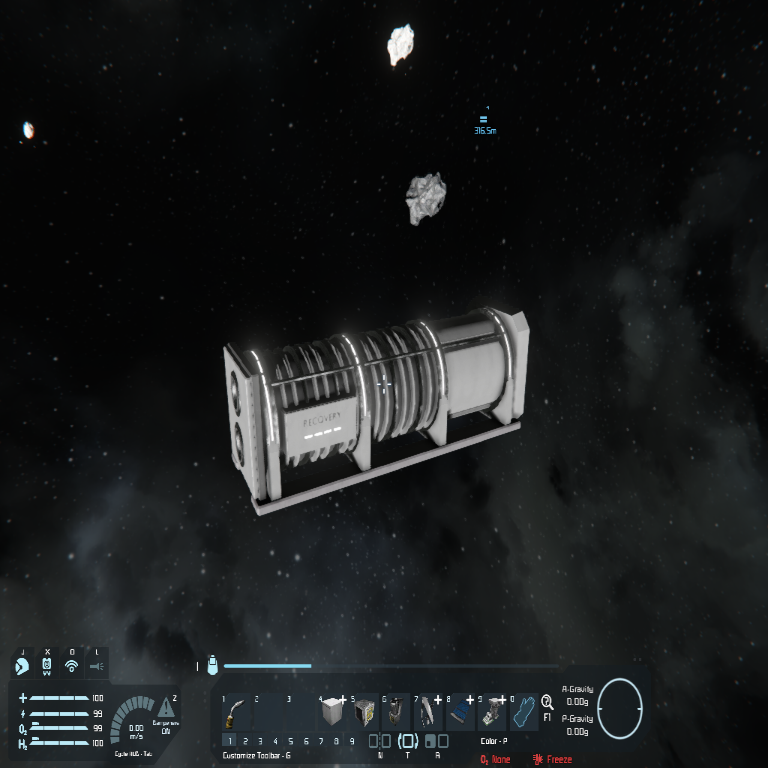 316.5m
RECOVERY
J X O L
100
99
99
100
0.00
m/s
Z
ON
1 2 3 4 5 6 7 8 9 0
F1
1 2 3 4 5 6 7 8 9
N T R
Customize Toolbar - G
Color - P
A-Gravity
0.00g
P-Gravity
0.00g
O₂ None
Freeze
O₂
H₂